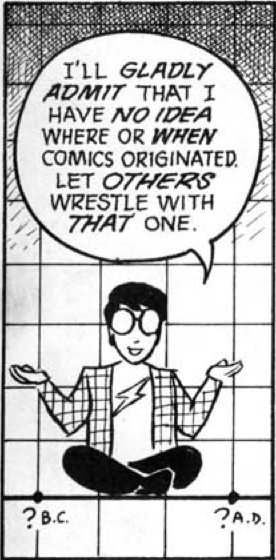 I'LL GLADLY
ADMIT THAT I
HAVE NO IDEA
WHERE OR WHEN
COMICS ORIGINATED.
LET OTHERS
WRESTLE WITH
THAT ONE.
? B.C. ? A.D.